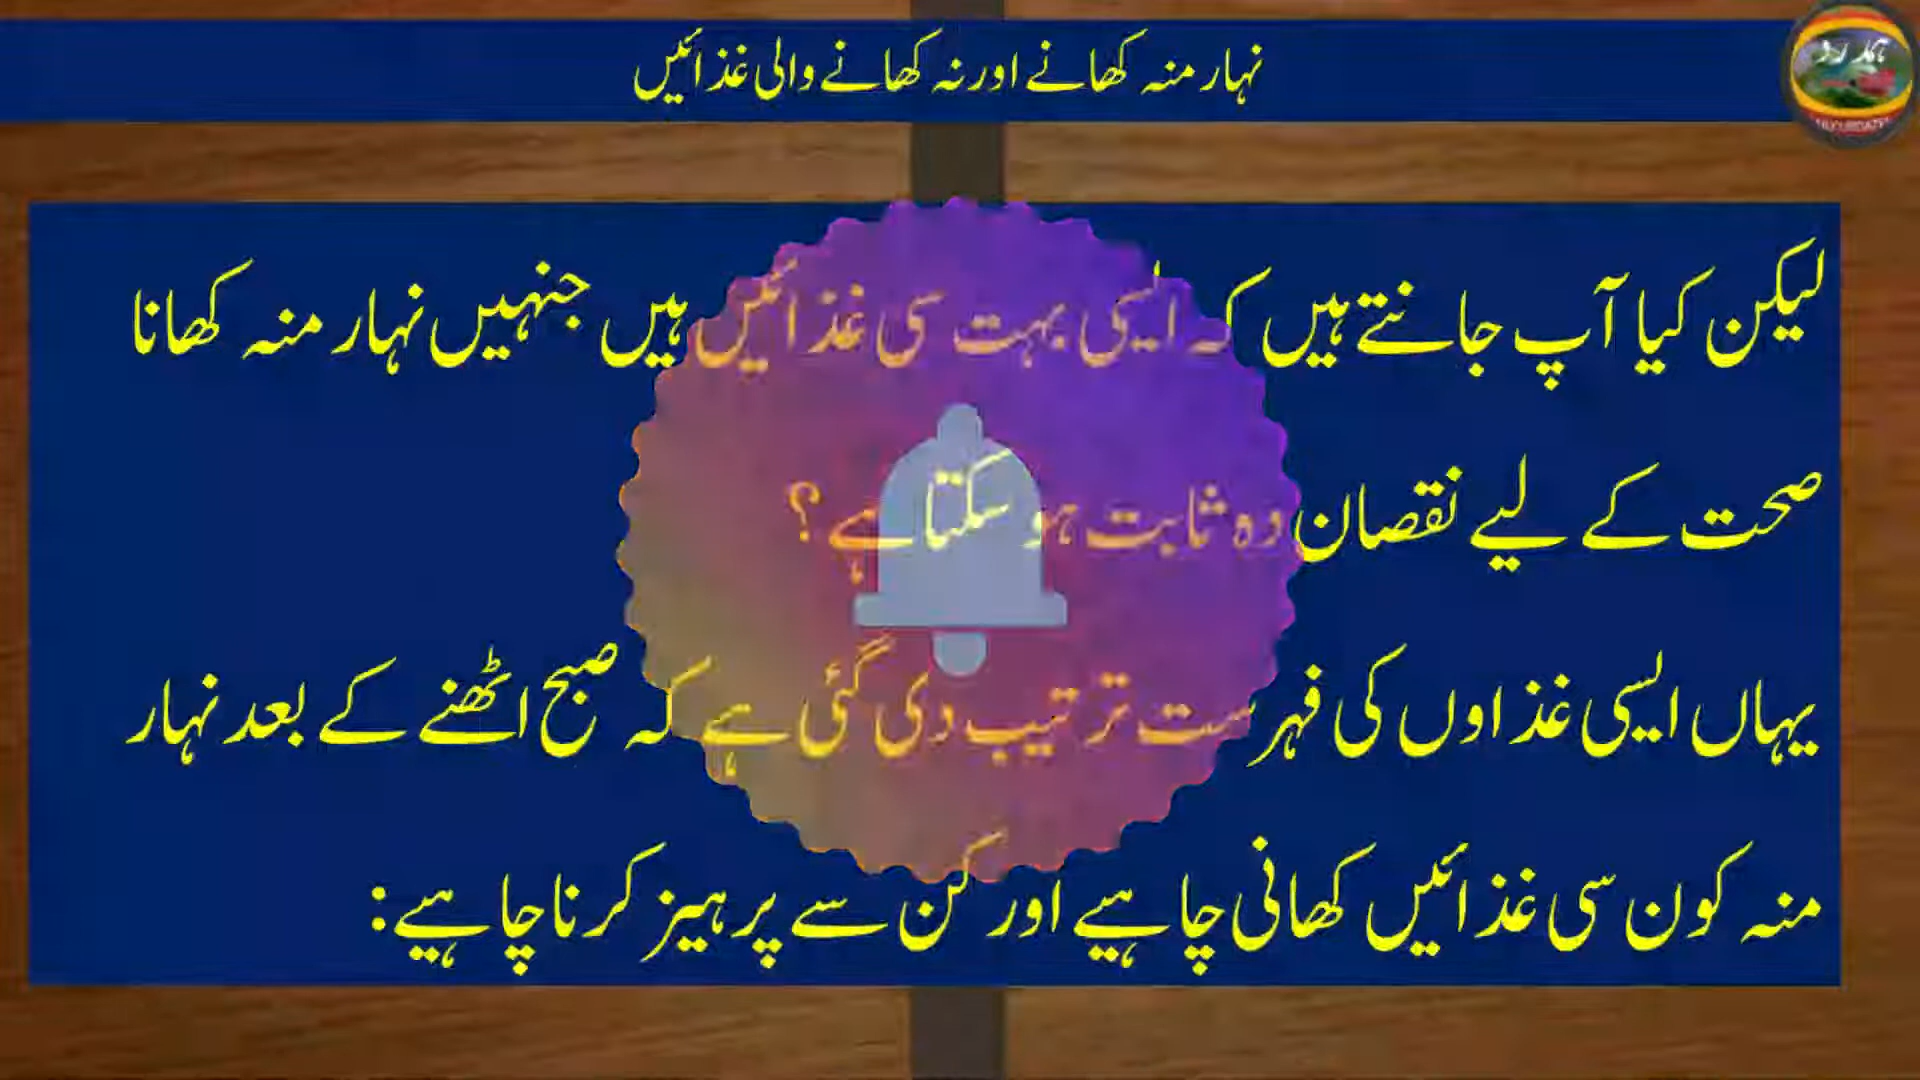 نہار منہ کھانے اور نہ کھانے والی غذائیں
ہمدرد
لیکن کیا آپ جانتے ہیں کہ ایسی بہت سی غذائیں ہیں جنہیں نہار منہ کھانا
صحت کے لیے نقصان دہ ثابت ہو سکتا ہے؟
یہاں ایسی غذاوں کی فہرست ترتیب دی گئی ہے کہ صبح اٹھنے کے بعد نہار
منہ کون سی غذائیں کھانی چاہیے اور کن سے پرہیز کرنا چاہیے: